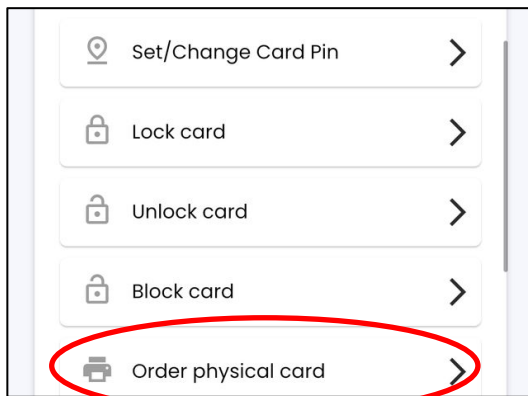 Set/Change Card Pin
Lock card
Unlock card
Block card
Order physical card